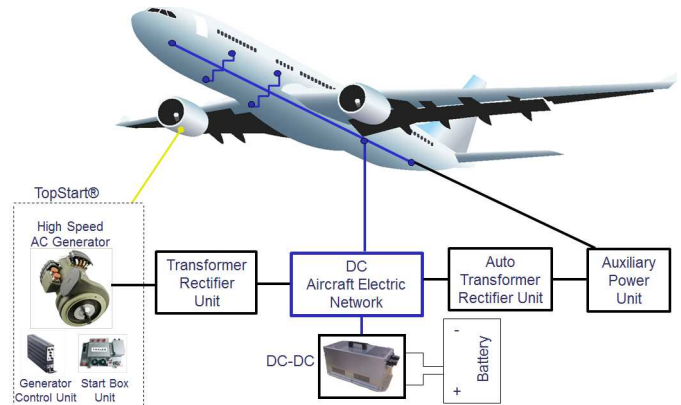 TopStart®
High Speed
AC Generator
Generator
Control Unit
Start Box
Unit
Transformer
Rectifier
Unit
DC
Aircraft Electric
Network
Auto
Transformer
Rectifier Unit
Auxiliary
Power
Unit
DC-DC
-
+
Battery